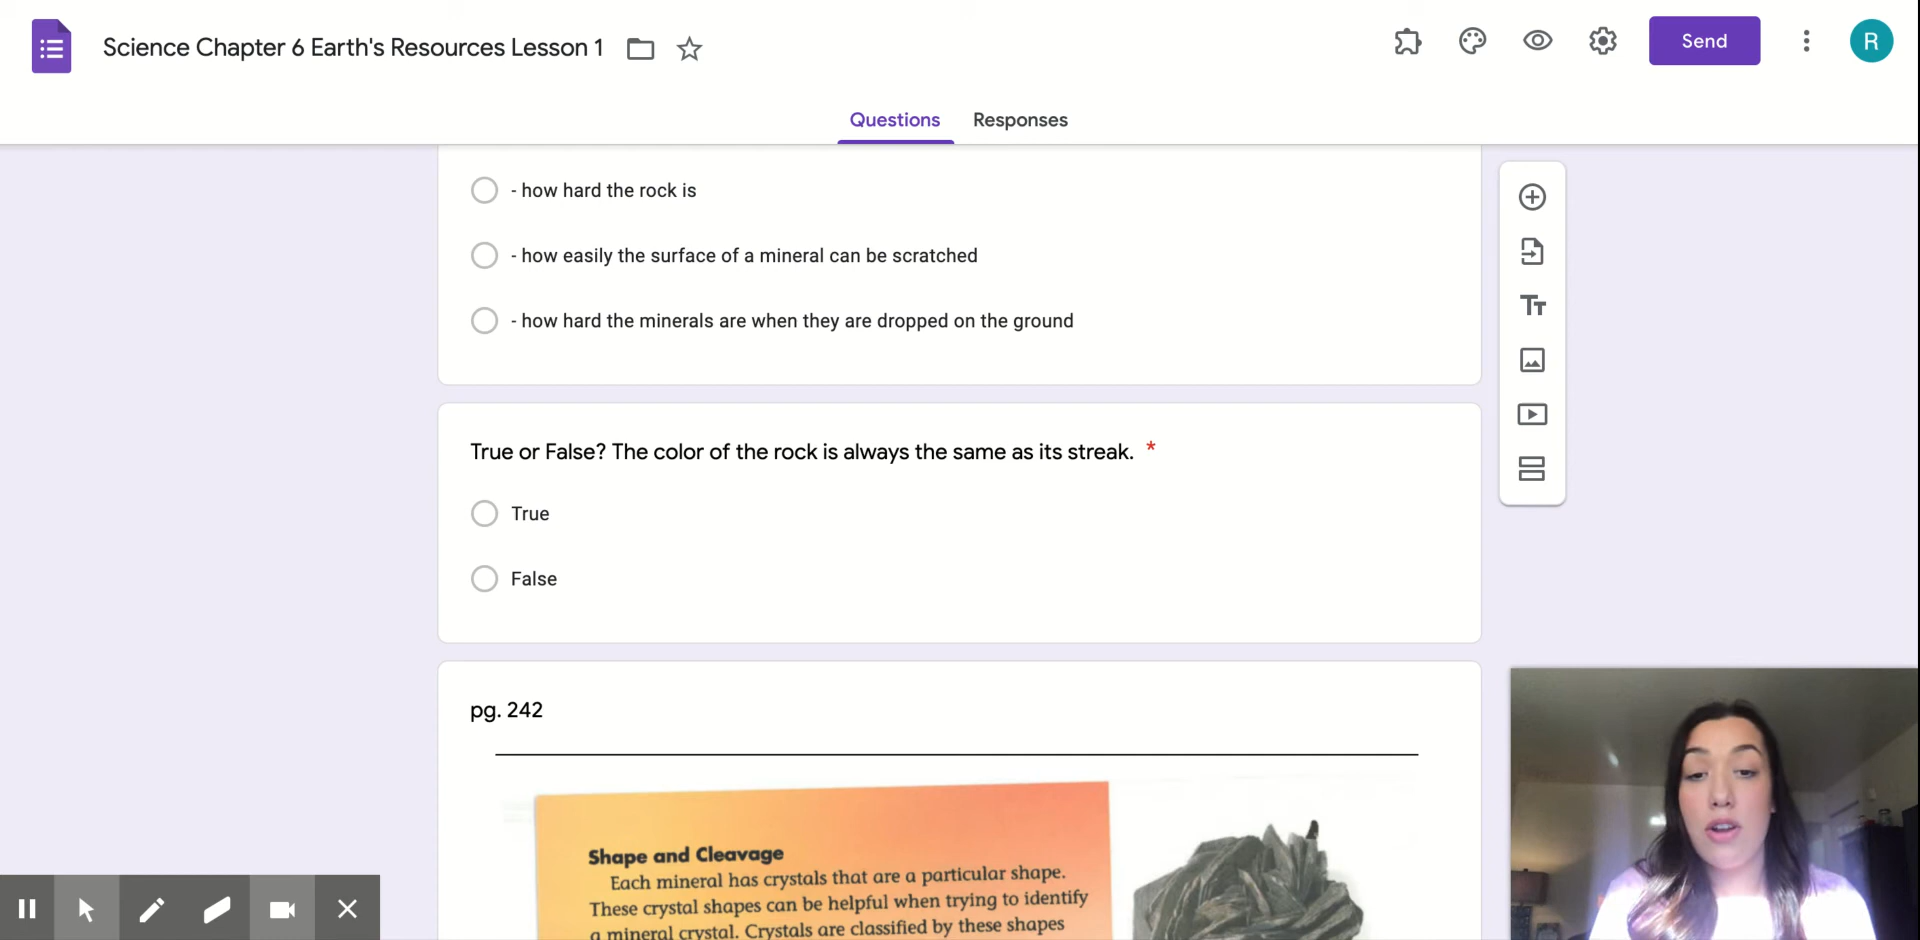 Science Chapter 6 Earth's Resources Lesson 1
Send
R
Questions
Responses
- how hard the rock is
- how easily the surface of a mineral can be scratched
- how hard the minerals are when they are dropped on the ground
True or False? The color of the rock is always the same as its streak. *
True
False
pg. 242
Shape and Cleavage
Each mineral has crystals that are a particular shape.
These crystal shapes can be helpful when trying to identify
a mineral crystal. Crystals are classified by these shapes